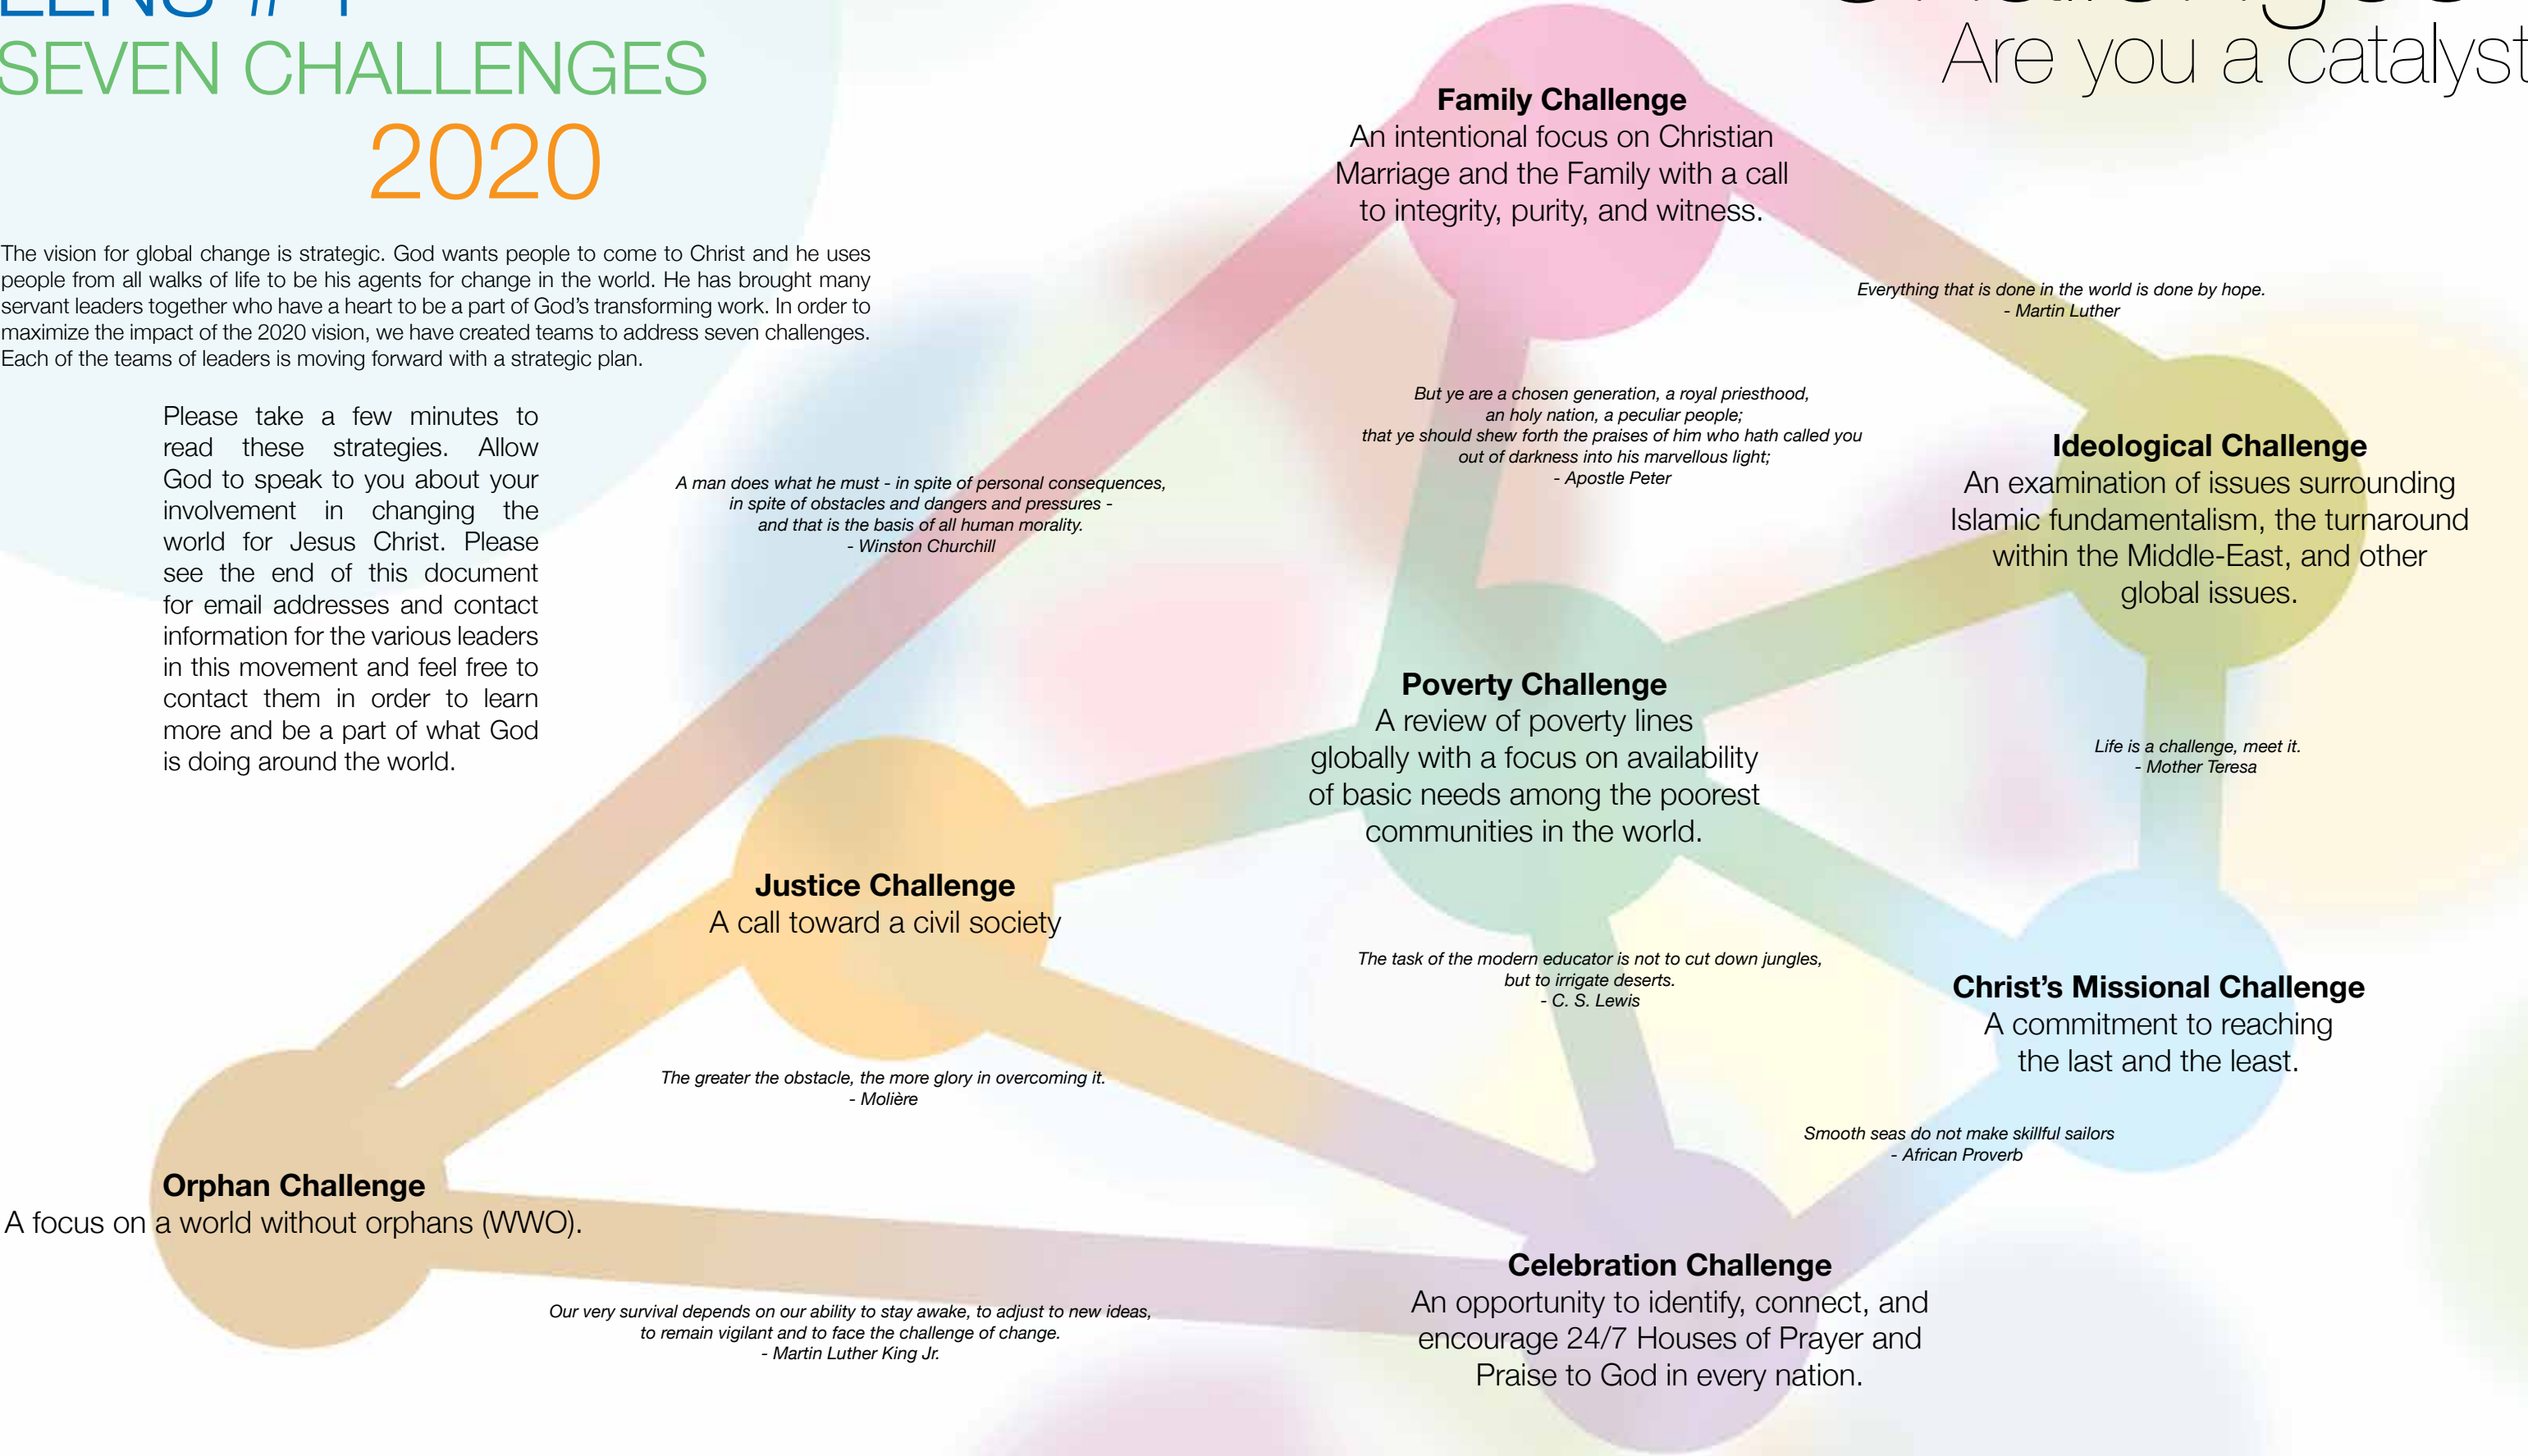 SEVEN CHALLENGES
2020
Are you a catalyst
The vision for global change is strategic. God wants people to come to Christ and he uses
people from all walks of life to be his agents for change in the world. He has brought many
servant leaders together who have a heart to be a part of God's transforming work. In order to
maximize the impact of the 2020 vision, we have created teams to address seven challenges.
Each of the teams of leaders is moving forward with a strategic plan.
Please take a few minutes to
read these strategies. Allow
God to speak to you about your
involvement in changing the
world for Jesus Christ. Please
see the end of this document
for email addresses and contact
information for the various leaders
in this movement and feel free to
contact them in order to learn
more and be a part of what God
is doing around the world.
Family Challenge
An intentional focus on Christian
Marriage and the Family with a call
to integrity, purity, and witness.
Everything that is done in the world is done by hope.
- Martin Luther
But ye are a chosen generation, a royal priesthood,
an holy nation, a peculiar people;
that ye should shew forth the praises of him who hath called you
out of darkness into his marvellous light;
- Apostle Peter
A man does what he must - in spite of personal consequences,
in spite of obstacles and dangers and pressures -
and that is the basis of all human morality.
- Winston Churchill
Ideological Challenge
An examination of issues surrounding
Islamic fundamentalism, the turnaround
within the Middle-East, and other
global issues.
Poverty Challenge
A review of poverty lines
globally with a focus on availability
of basic needs among the poorest
communities in the world.
Life is a challenge, meet it.
- Mother Teresa
Justice Challenge
A call toward a civil society
The task of the modern educator is not to cut down jungles,
but to irrigate deserts.
- C. S. Lewis
Christ's Missional Challenge
A commitment to reaching
the last and the least.
The greater the obstacle, the more glory in overcoming it.
- Molière
Smooth seas do not make skillful sailors
- African Proverb
Orphan Challenge
A focus on a world without orphans (WWO).
Celebration Challenge
An opportunity to identify, connect, and
encourage 24/7 Houses of Prayer and
Praise to God in every nation.
Our very survival depends on our ability to stay awake, to adjust to new ideas,
to remain vigilant and to face the challenge of change.
- Martin Luther King Jr.